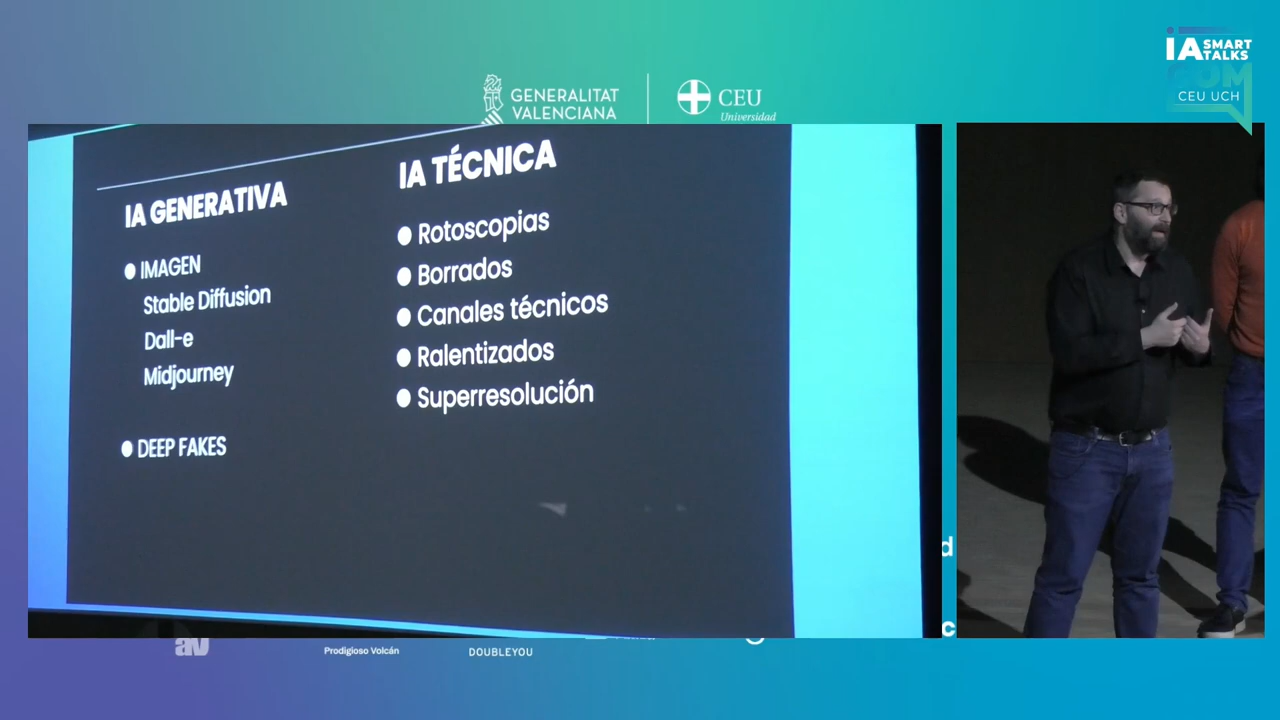 iA SMART
TALKS
CEU UCH
GENERALITAT
VALENCIANA
CEU
Universidad
IA GENERATIVA
● IMAGEN
Stable Diffusion
Dall-e
Midjourney
● DEEP FAKES
IA TÉCNICA
● Rotoscopias
● Borrados
● Canales técnicos
● Ralentizados
● Superresolución
d
c
av
Prodigioso Volcán
DOUBLEYOU